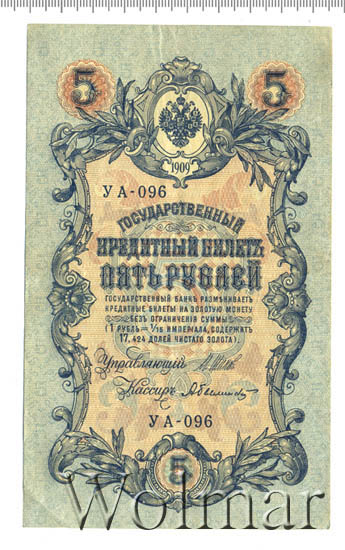 5 5
1909
УА-096
ГОСУДАРСТВЕННЫЙ
КРЕДИТНЫЙ БИЛЕТЪ
ПЯТЬ РУБЛЕЙ
ГОСУДАРСТВЕННЫЙ БАНКЪ РАЗМѢНИВАЕТЪ
КРЕДИТНЫЕ БИЛЕТЫ НА ЗОЛОТУЮ МОНЕТУ
БЕЗЪ ОГРАНИЧЕНІЯ СУММЫ
(1 РУБЛЬ = 1/15 ИМПЕРІАЛА, СОДЕРЖИТЪ
17,424 ДОЛЕЙ ЧИСТАГО ЗОЛОТА).
Управляющій
Кассиръ
УА-096
5
Wolmar